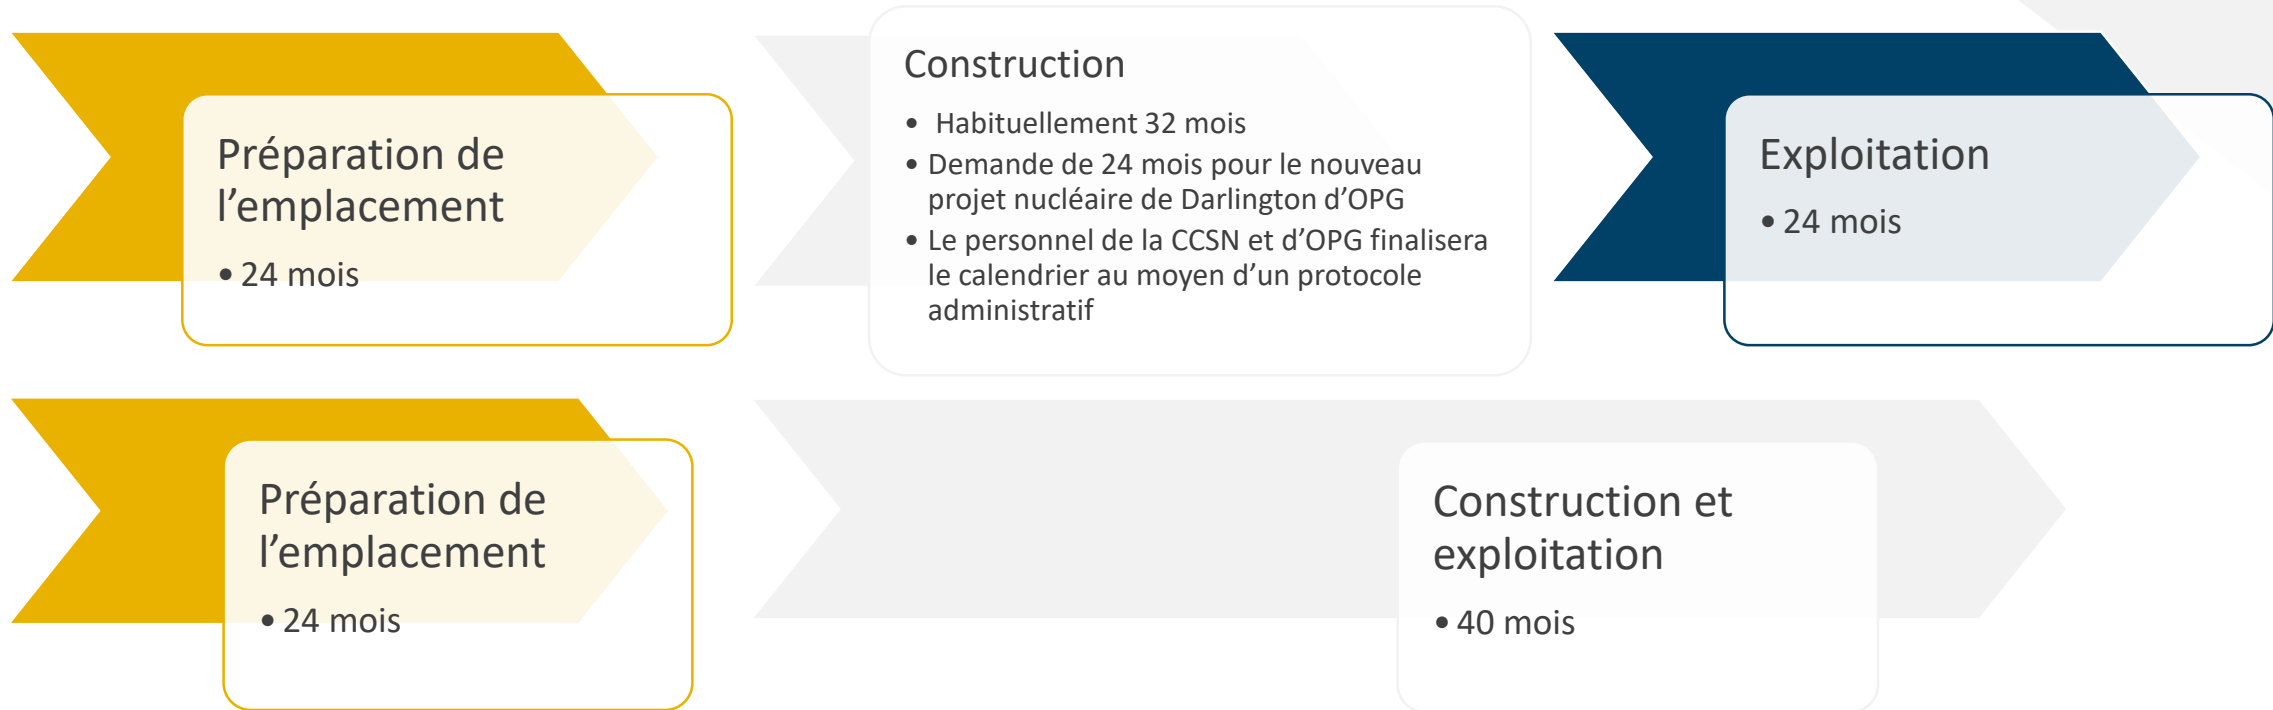 Préparation de
l’emplacement
• 24 mois
Construction
• Habituellement 32 mois
• Demande de 24 mois pour le nouveau
projet nucléaire de Darlington d’OPG
• Le personnel de la CCSN et d’OPG finalisera
le calendrier au moyen d’un protocole
administratif
Exploitation
• 24 mois
Préparation de
l’emplacement
• 24 mois
Construction et
exploitation
• 40 mois